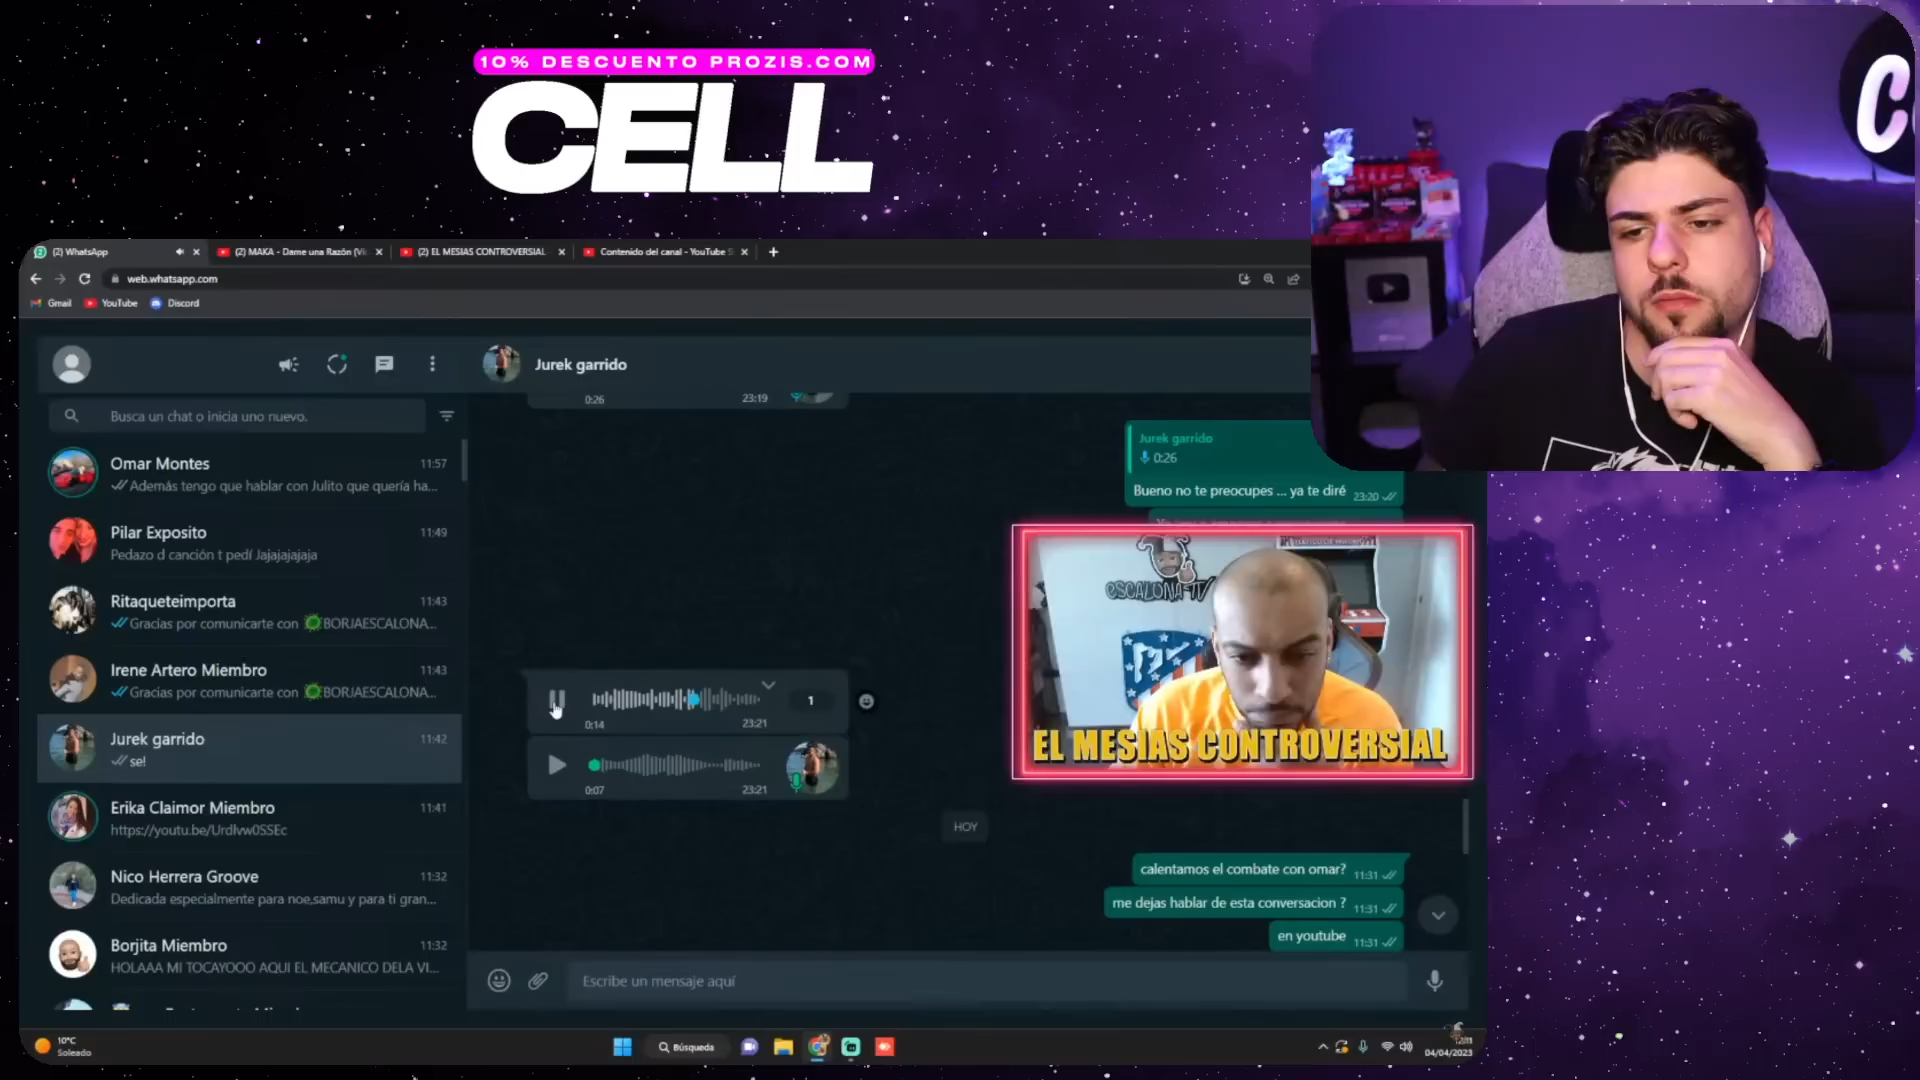 10% DESCUENTO PROZIS.COM
CELL
C
(2) WhatsApp
(2) MAKA - Dame una Razón (Vi
(2) EL MESIAS CONTROVERSIAL
Contenido del canal - YouTube S
web.whatsapp.com
Gmail
YouTube
Discord
Jurek garrido
Busca un chat o inicia uno nuevo.
Omar Montes
11:57
Además tengo que hablar con Julito que quería ha...
Pilar Exposito
11:49
Pedazo d canción t pedí Jajajajajaja
Ritaqueteimporta
11:43
Gracias por comunicarte con BORJAESCALONA...
Irene Artero Miembro
11:43
Gracias por comunicarte con BORJAESCALONA...
Jurek garrido
11:42
se!
Erika Claimor Miembro
11:41
https://youtu.be/Urdlvw0SSEc
Nico Herrera Groove
11:32
Dedicada especialmente para noe,samu y para ti gran...
Borjita Miembro
11:32
HOLAAA MI TOCAYOOO AQUI EL MECANICO DELA VI...
0:26
23:19
Jurek garrido
0:26
Bueno no te preocupes ... ya te diré
23:20
ESCALONA TV
EL MESIAS CONTROVERSIAL
1
0:14
23:21
0:07
23:21
HOY
calentamos el combate con omar?
11:31
me dejas hablar de esta conversacion ?
11:31
en youtube
11:31
Escribe un mensaje aquí
10°C
Soleado
Búsqueda
04/04/2023